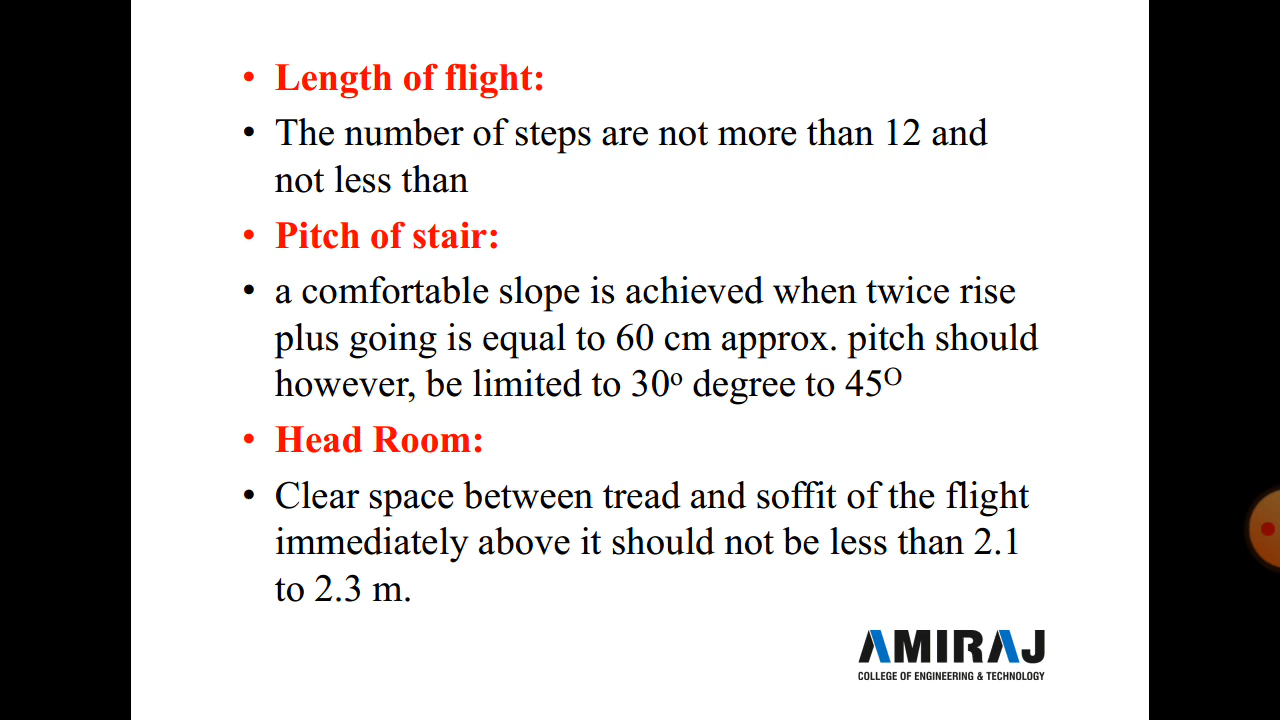 • Length of flight:
• The number of steps are not more than 12 and
not less than
• Pitch of stair:
• a comfortable slope is achieved when twice rise
plus going is equal to 60 cm approx. pitch should
however, be limited to 30º degree to 45ᴼ
• Head Room:
• Clear space between tread and soffit of the flight
immediately above it should not be less than 2.1
to 2.3 m.
AMIRAJ
COLLEGE OF ENGINEERING & TECHNOLOGY